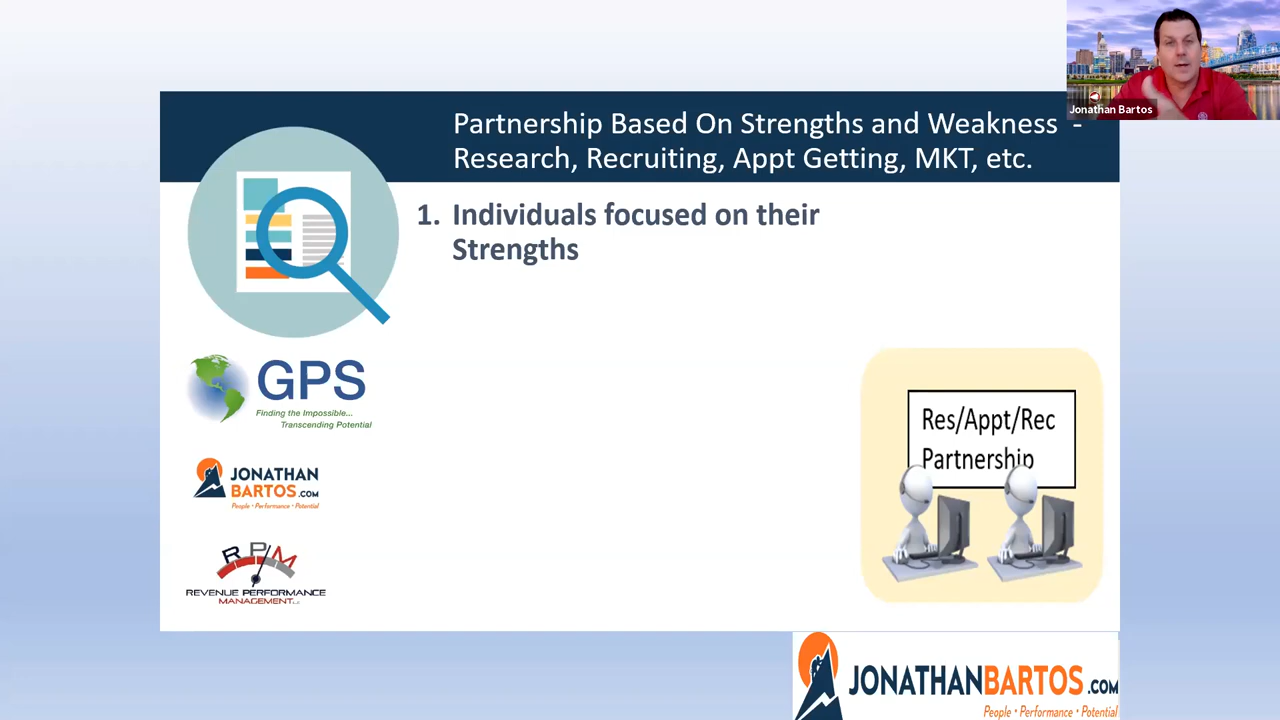 Jonathan Bartos
Partnership Based On Strengths and Weakness -
Research, Recruiting, Appt Getting, MKT, etc.
1. Individuals focused on their
Strengths
GPS
Finding the Impossible...
Transcending Potential
JONATHAN
BARTOS.COM
People • Performance • Potential
RPM
REVENUE PERFORMANCE
MANAGEMENT
Res/Appt/Rec
Partnership
JONATHANBARTOS.COM
People • Performance • Potential